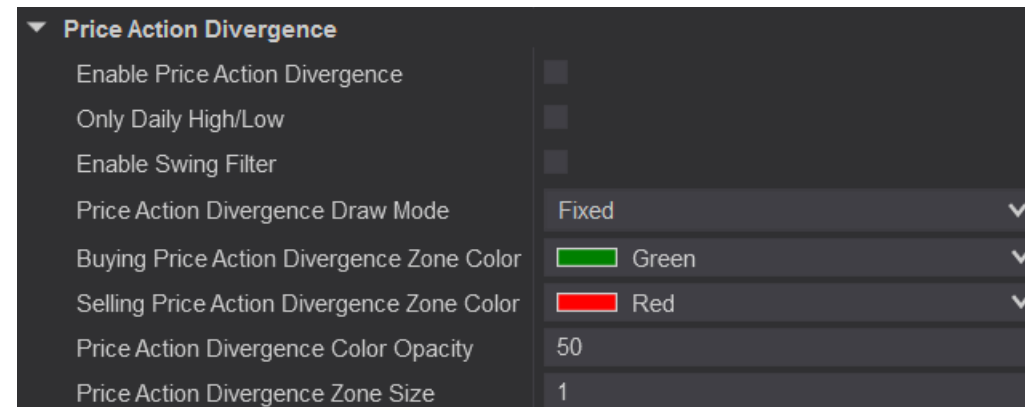 Price Action Divergence
Enable Price Action Divergence
Only Daily High/Low
Enable Swing Filter
Price Action Divergence Draw Mode Fixed
Buying Price Action Divergence Zone Color Green
Selling Price Action Divergence Zone Color Red
Price Action Divergence Color Opacity 50
Price Action Divergence Zone Size 1